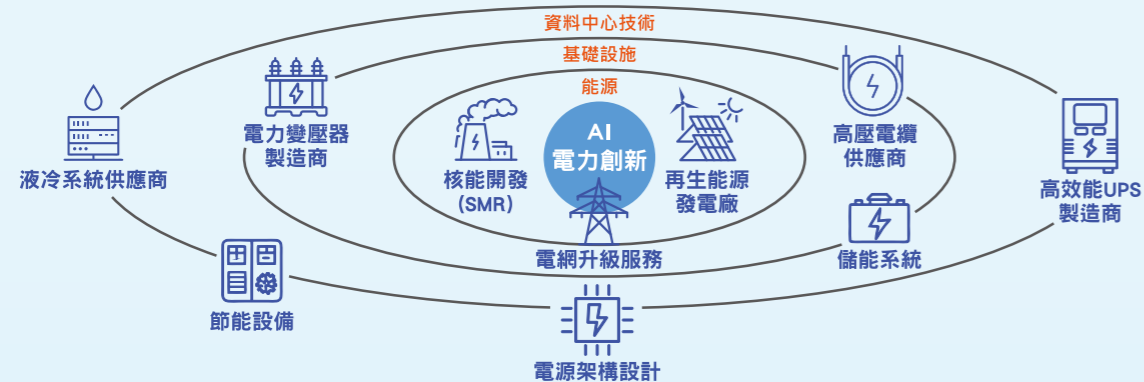 資料中心技術
基礎設施
能源
AI
電力創新
電力變壓器
製造商
高壓電纜
供應商
液冷系統供應商
核能開發
(SMR)
再生能源
發電廠
高效能UPS
製造商
電網升級服務
儲能系統
節能設備
電源架構設計